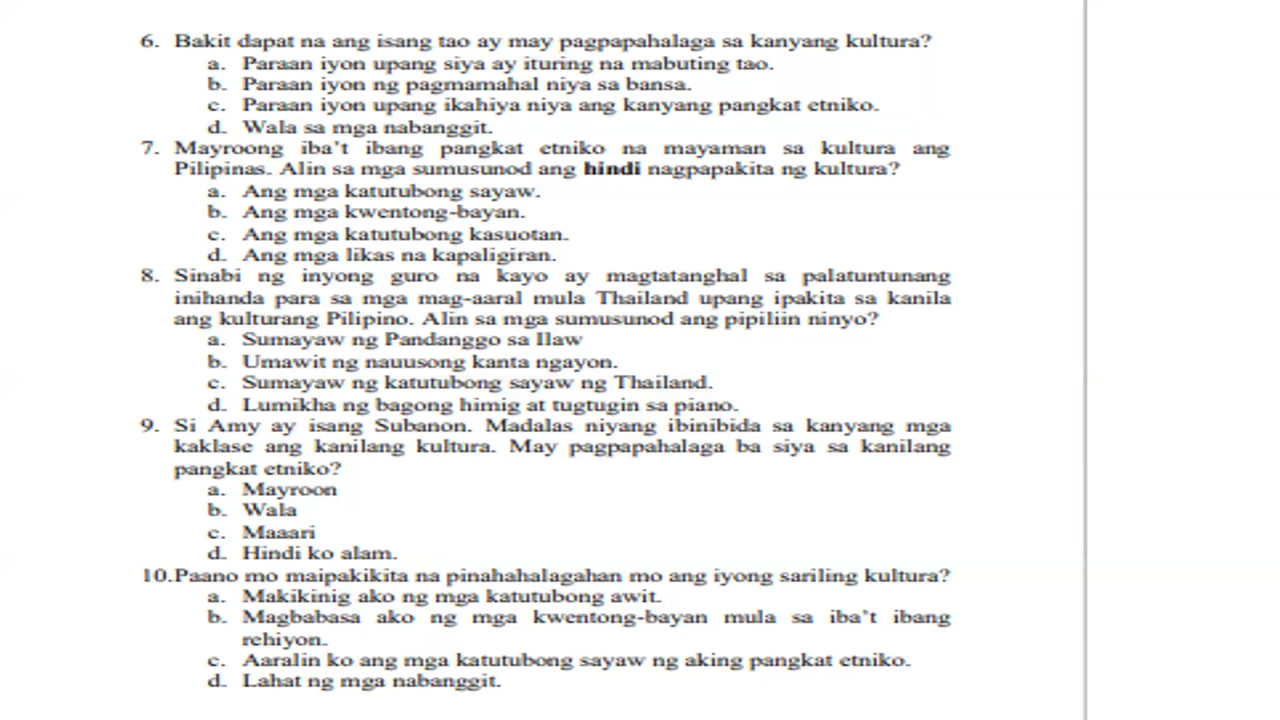 6. Bakit dapat na ang isang tao ay may pagpapahalaga sa kanyang kultura?
a. Paraan iyon upang siya ay ituring na mabuting tao.
b. Paraan iyon ng pagmamahal niya sa bansa.
c. Paraan iyon upang ikahiya niya ang kanyang pangkat etniko.
d. Wala sa mga nabanggit.
7. Mayroong iba't ibang pangkat etniko na mayaman sa kultura ang
Pilipinas. Alin sa mga sumusunod ang hindi nagpapakita ng kultura?
a. Ang mga katutubong sayaw.
b. Ang mga kwentong-bayan.
c. Ang mga katutubong kasuotan.
d. Ang mga likas na kapaligiran.
8. Sinabi ng inyong guro na kayo ay magtatanghal sa palatuntunang
inihanda para sa mga mag-aaral mula Thailand upang ipakita sa kanila
ang kulturang Pilipino. Alin sa mga sumusunod ang pipiliin ninyo?
a. Sumayaw ng Pandanggo sa Ilaw
b. Umawit ng nauusong kanta ngayon.
c. Sumayaw ng katutubong sayaw ng Thailand.
d. Lumikha ng bagong himig at tugtugin sa piano.
9. Si Amy ay isang Subanon. Madalas niyang ibinibida sa kanyang mga
kaklase ang kanilang kultura. May pagpapahalaga ba siya sa kanilang
pangkat etniko?
a. Mayroon
b. Wala
c. Maaari
d. Hindi ko alam.
10.Paano mo maipakikita na pinahahalagahan mo ang iyong sariling kultura?
a. Makikinig ako ng mga katutubong awit.
b. Magbabasa ako ng mga kwentong-bayan mula sa iba't ibang
rehiyon.
c. Aaralin ko ang mga katutubong sayaw ng aking pangkat etniko.
d. Lahat ng mga nabanggit.